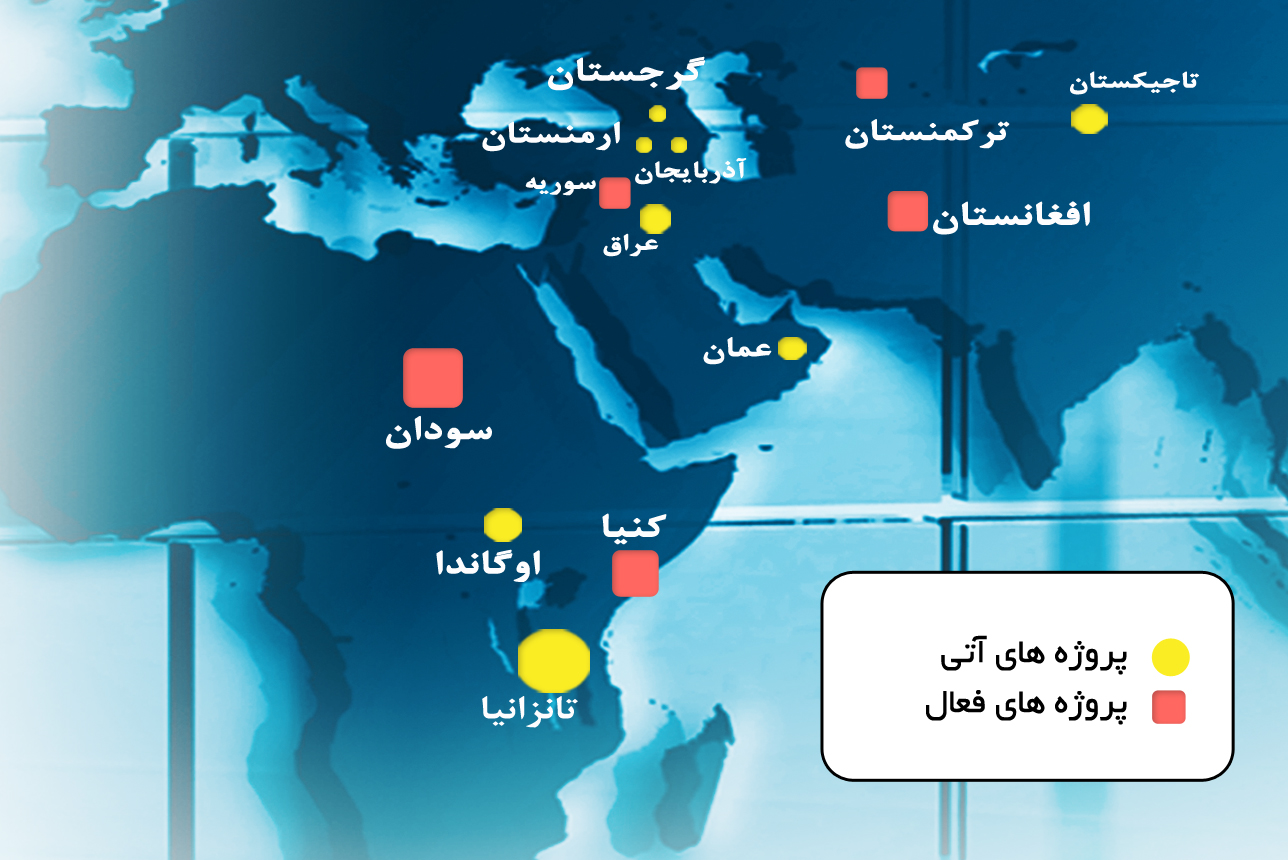 گرجستان
تاجیکستان
ارمنستان
ترکمنستان
آذربایجان
سوریه
افغانستان
عراق
عمان
سودان
کنیا
اوگاندا
تانزانیا
پروژه های آتی
پروژه های فعال